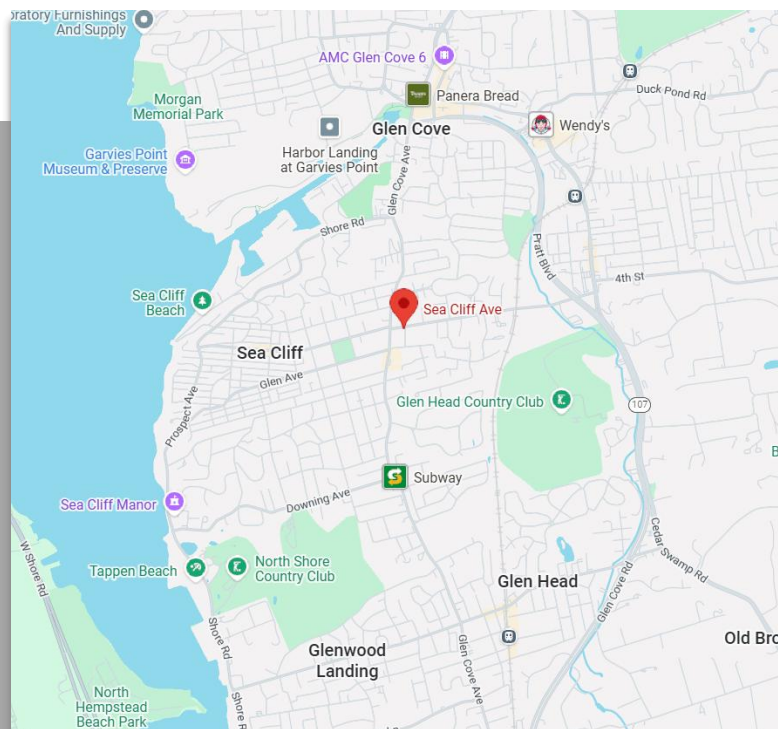 oratory Furnishings
And Supply
AMC Glen Cove 6
Duck Pond Rd
Panera Bread
Morgan
Memorial Park
Glen Cove
Wendy's
Harbor Landing
at Garvies Point
Garvies Point
Museum & Preserve
Glen Cove Ave
Shore Rd
Pratt Blvd
4th St
Sea Cliff
Beach
Sea Cliff Ave
Sea Cliff
Glen Ave
Prospect Ave
Glen Head Country Club
107
B
Subway
Downing Ave
Sea Cliff Manor
W Shore Rd
Cedar Swamp Rd
Tappen Beach
North Shore
Country Club
Glen Head
Glen Cove Rd
Shore Rd
Glenwood
Landing
Glen Cove Ave
Old Bro
North
Hempstead
Beach Park
Shore R